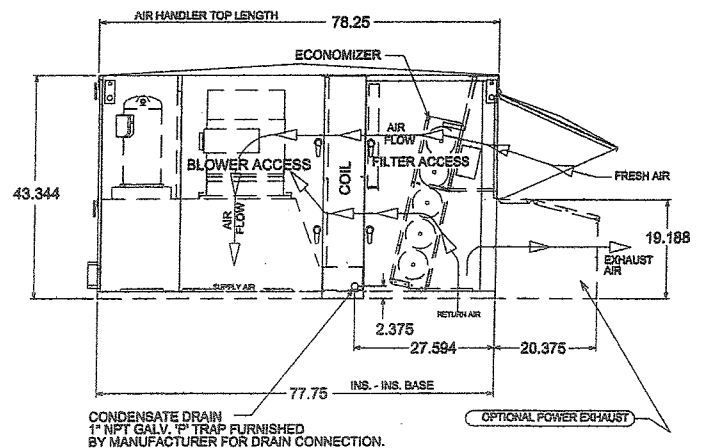 AIR HANDLER TOP LENGTH
78.25
ECONOMIZER
AIR
FLOW
BLOWER ACCESS
FILTER ACCESS
COIL
FRESH AIR
43.344
AIR
FLOW
19.188
EXHAUST
AIR
SUPPLY AIR
RETURN AIR
2.375
27.594
20.375
77.75
INS. - INS. BASE
CONDENSATE DRAIN
1" NPT GALV. 'P' TRAP FURNISHED
BY MANUFACTURER FOR DRAIN CONNECTION.
OPTIONAL POWER EXHAUST